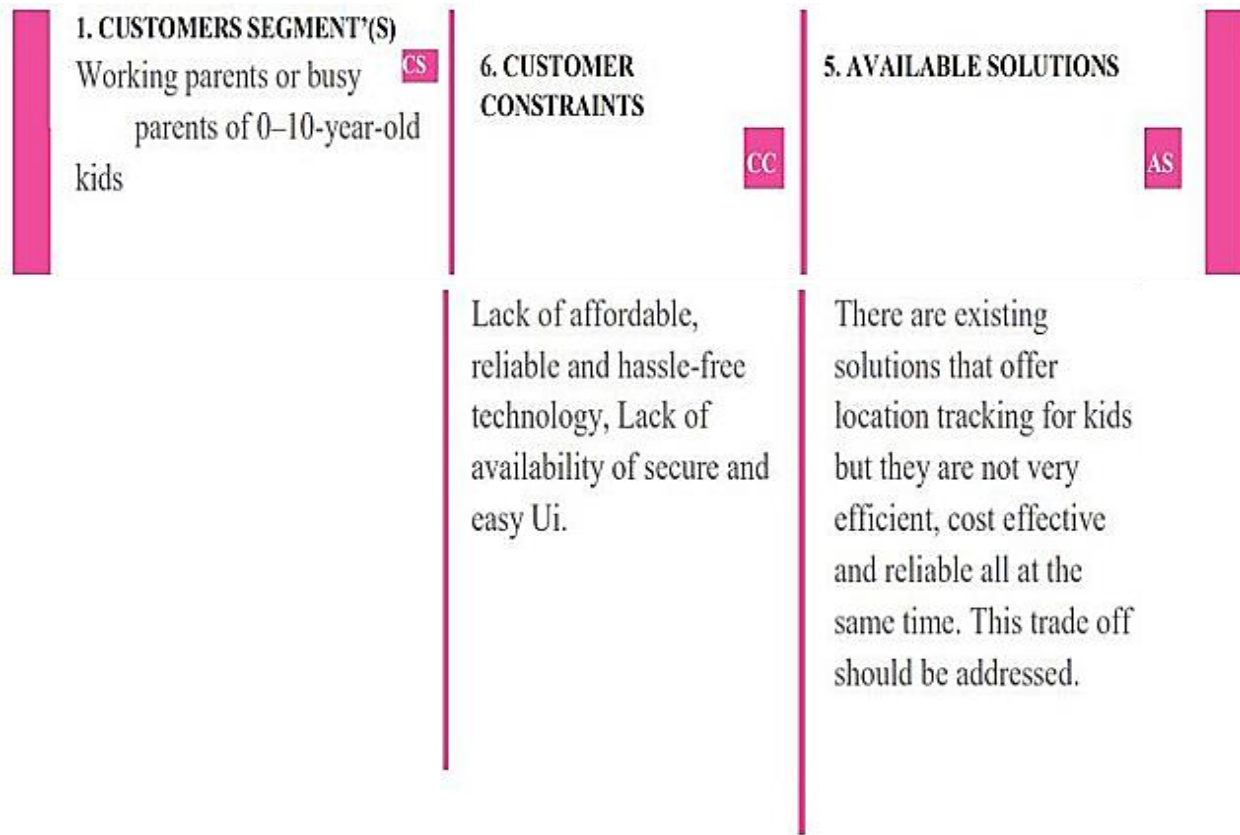 1. CUSTOMERS SEGMENT’(S)
CS
Working parents or busy
parents of 0–10-year-old
kids
6. CUSTOMER
CONSTRAINTS
CC
Lack of affordable,
reliable and hassle-free
technology, Lack of
availability of secure and
easy Ui.
5. AVAILABLE SOLUTIONS
AS
There are existing
solutions that offer
location tracking for kids
but they are not very
efficient, cost effective
and reliable all at the
same time. This trade off
should be addressed.